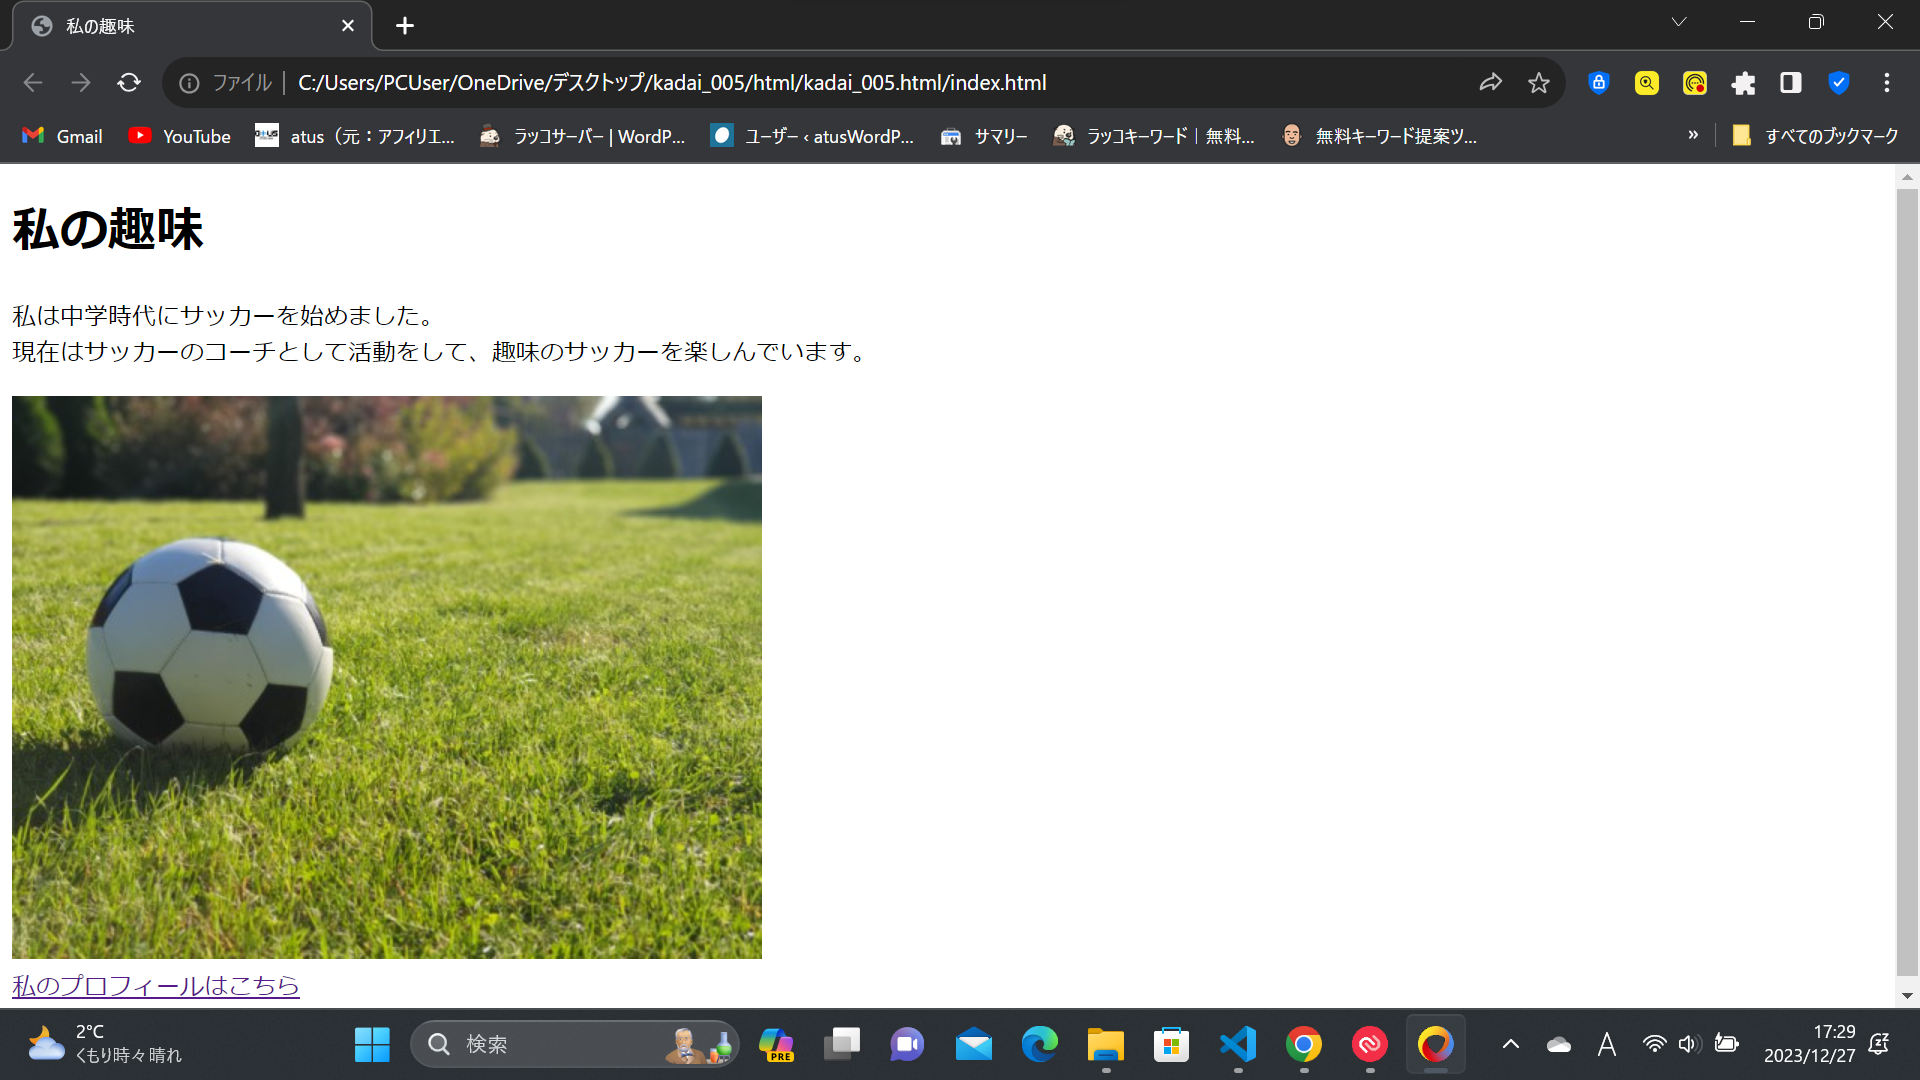 私の趣味
ファイル C:/Users/PCUser/OneDrive/デスクトップ/kadai_005/html/kadai_005.html/index.html
Gmail YouTube atus（元：アフィリエ... ラッコサーバー | WordP... ユーザー ‹ atusWordP... サマリー ラッコキーワード｜無料... 無料キーワード提案ツ... » すべてのブックマーク
私の趣味
私は中学時代にサッカーを始めました。
現在はサッカーのコーチとして活動をして、趣味のサッカーを楽しんでいます。
私のプロフィールはこちら
2°C
くもり時々晴れ
検索
PRE
A
17:29
2023/12/27